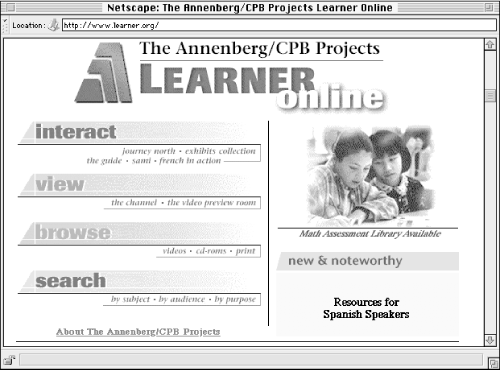 Netscape: The Annenberg/CPB Projects Learner Online
Location: http://www.learner.org/
The Annenberg/CPB Projects
LEARNER
online
interact
journey north • exhibits collection
the guide • sami • french in action
view
the channel • the video preview room
browse
videos • cd-roms • print
search
by subject • by audience • by purpose
About The Annenberg/CPB Projects
Math Assessment Library Available
new & noteworthy
Resources for
Spanish Speakers